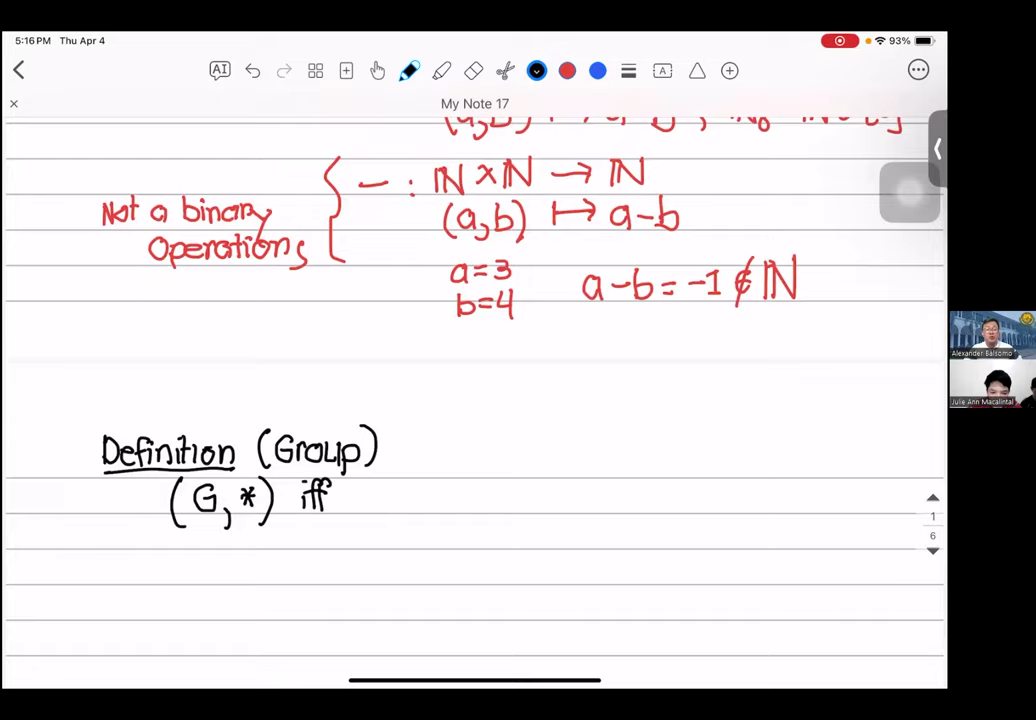 5:16 PM Thu Apr 4
93%
AI
A
My Note 17
− : ℕ × ℕ → ℕ
Not a binary
(a,b) ↦ a−b
Operations
a=3
a−b=−1 ∉ ℕ
b=4
Alexander Balsomo
Julie Ann Macalintal
Definition (Group)
(G, *) iff
1
6